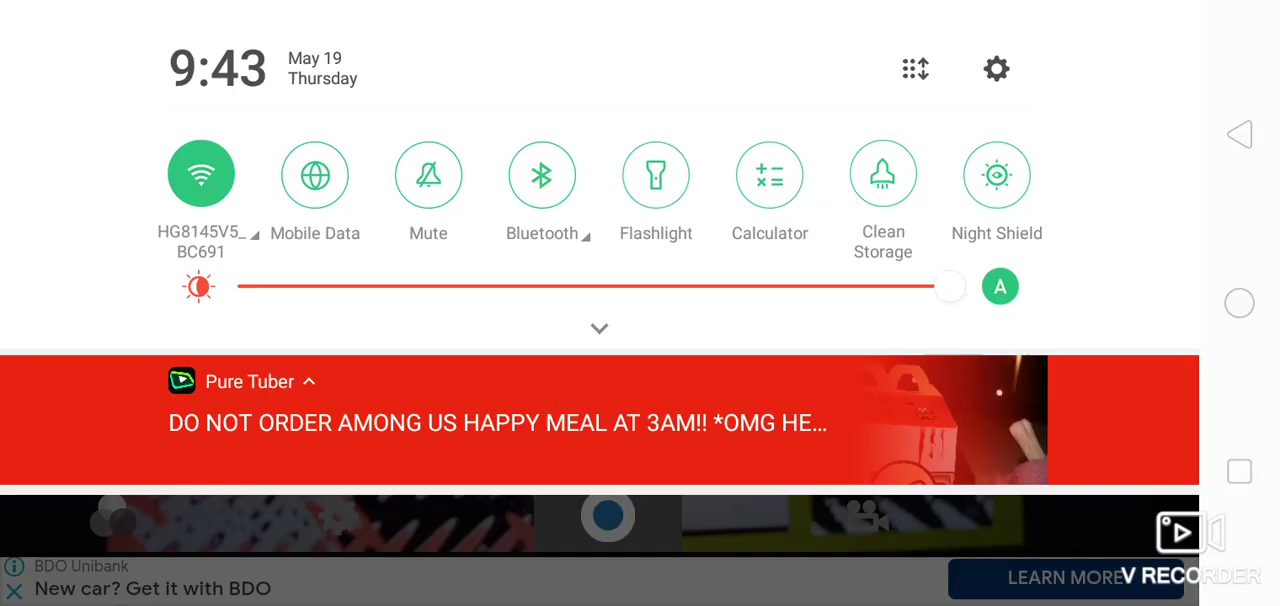 9:43
May 19
Thursday
HG8145V5_
BC691
Mobile Data
Mute
Bluetooth
Flashlight
Calculator
Clean
Storage
Night Shield
A
Pure Tuber
DO NOT ORDER AMONG US HAPPY MEAL AT 3AM!! *OMG HE...
BDO Unibank
New car? Get it with BDO
LEARN MORE
V RECORDER